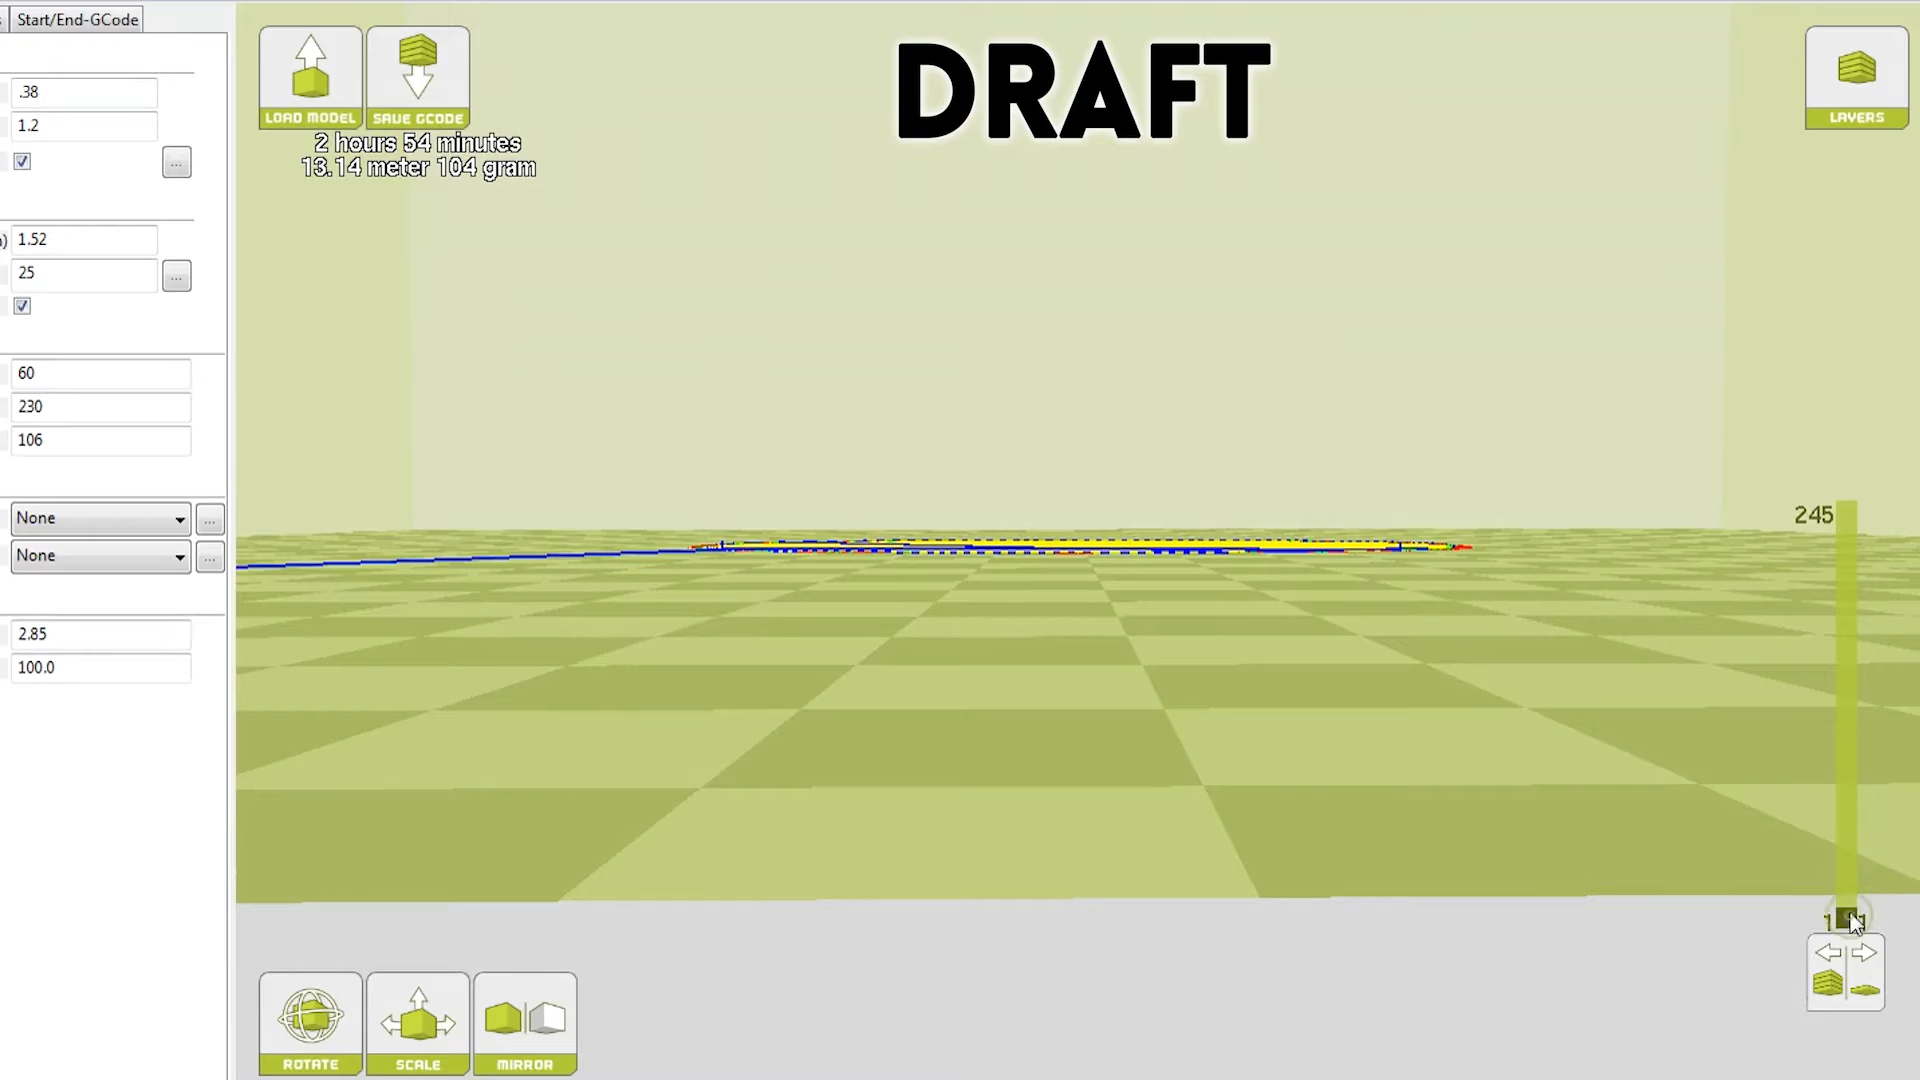 Start/End-GCode
.38
1.2
...
1.52
25
...
60
230
106
None
...
None
...
2.85
100.0
LOAD MODEL
SAVE GCODE
2 hours 54 minutes
13.14 meter 104 gram
DRAFT
LAYERS
245
1
ROTATE
SCALE
MIRROR